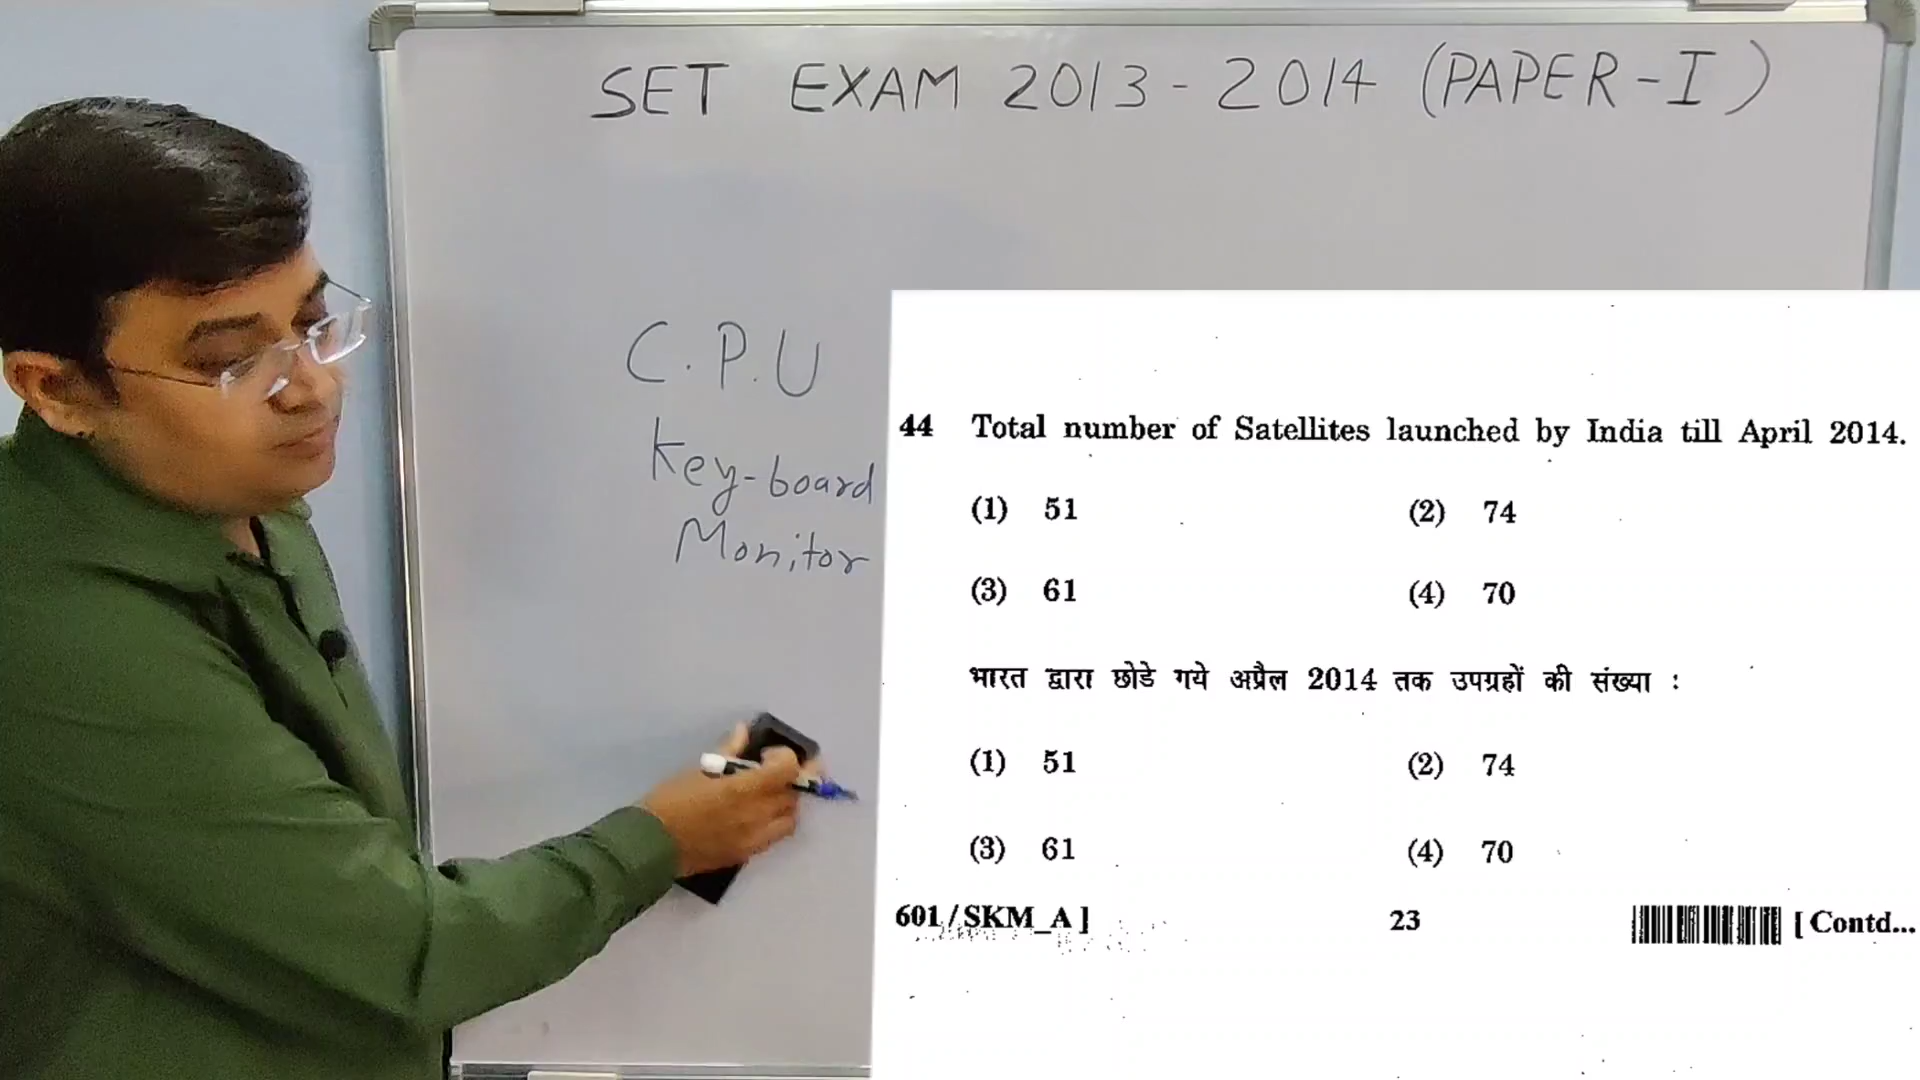 SET EXAM 2013-2014 (PAPER-I)
C.P.U
Key-board
Monitor
44 Total number of Satellites launched by India till April 2014.
(1) 51 (2) 74
(3) 61 (4) 70
भारत द्वारा छोडे गये अप्रैल 2014 तक उपग्रहों की संख्या :
(1) 51 (2) 74
(3) 61 (4) 70
601/SKM_A] 23 [Contd...